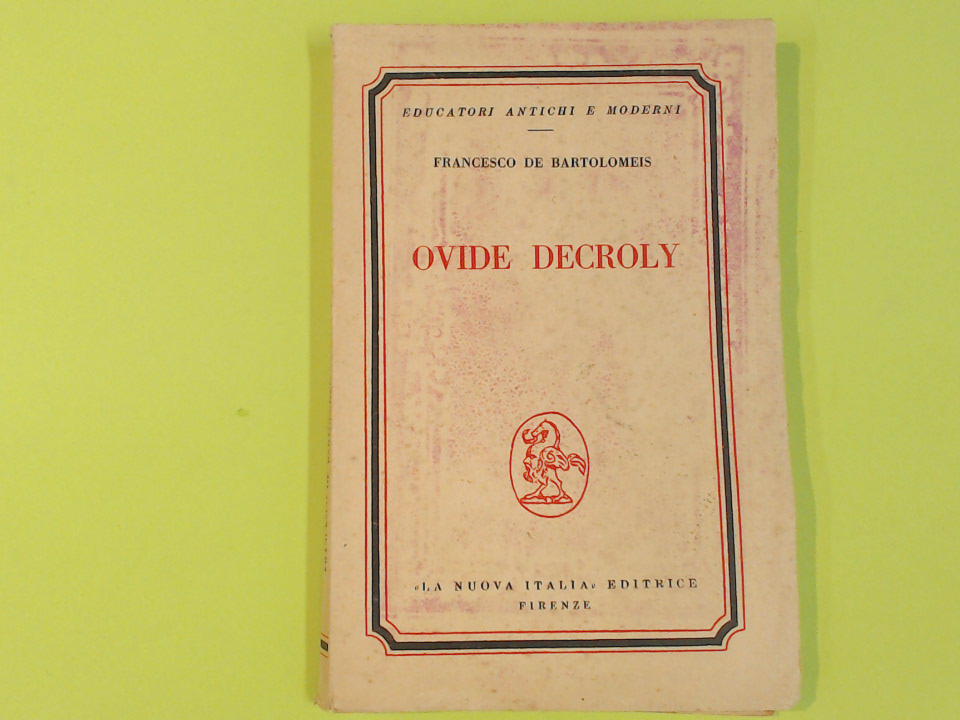 EDUCATORI ANTICHI E MODERNI
FRANCESCO DE BARTOLOMEIS
OVIDE DECROLY
«LA NUOVA ITALIA» EDITRICE
FIRENZE